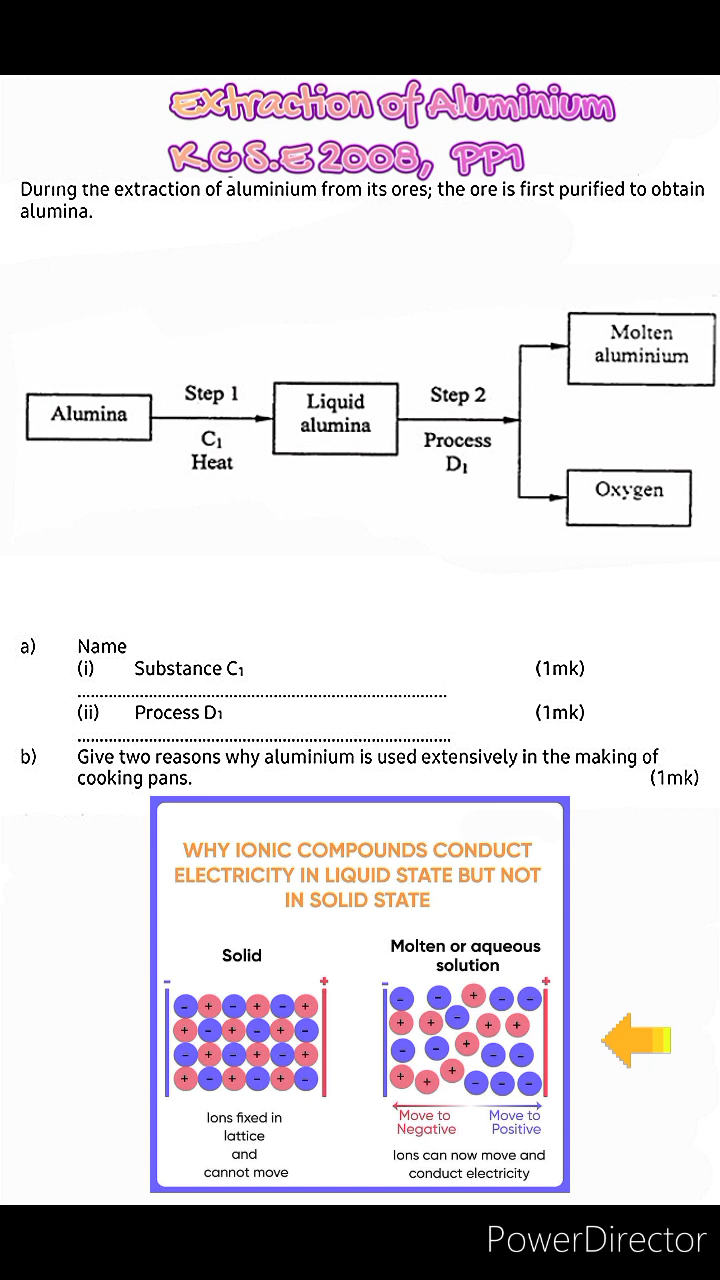 Extraction of Aluminium
K.C.S.E 2008, PP1
During the extraction of aluminium from its ores; the ore is first purified to obtain
alumina.
Molten
aluminium
Step 1
Step 2
Alumina
Liquid
alumina
C₁
Heat
Process
D₁
Oxygen
a) Name
(i) Substance C₁ (1mk)
................................................................
(ii) Process D₁ (1mk)
................................................................
b) Give two reasons why aluminium is used extensively in the making of
cooking pans. (1mk)
WHY IONIC COMPOUNDS CONDUCT
ELECTRICITY IN LIQUID STATE BUT NOT
IN SOLID STATE
Solid
Molten or aqueous
solution
- +
- +
- + - + - +
+ - + - + -
- + - + - +
+ - + - + -
- - + - -
+ + - + +
- - + - -
+ + + - - -
Move to
Negative
Move to
Positive
Ions fixed in
lattice
and
cannot move
Ions can now move and
conduct electricity
PowerDirector